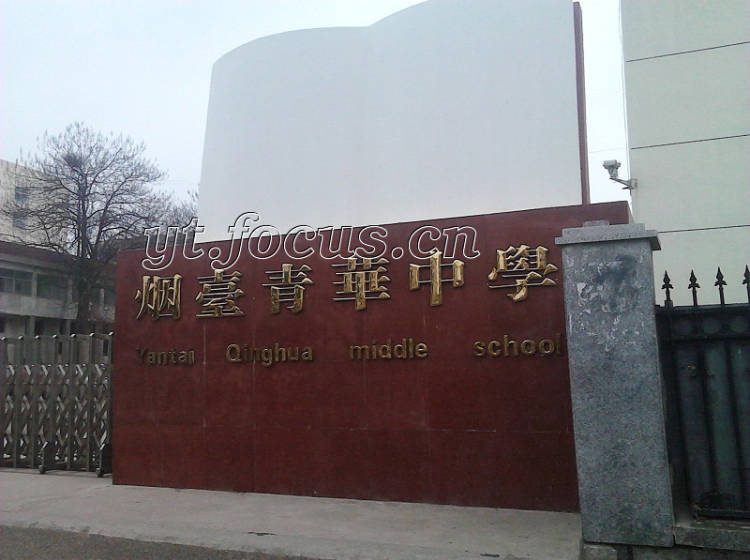 yt.focus.cn
烟臺青華中學
Yantai Qinghua middle school